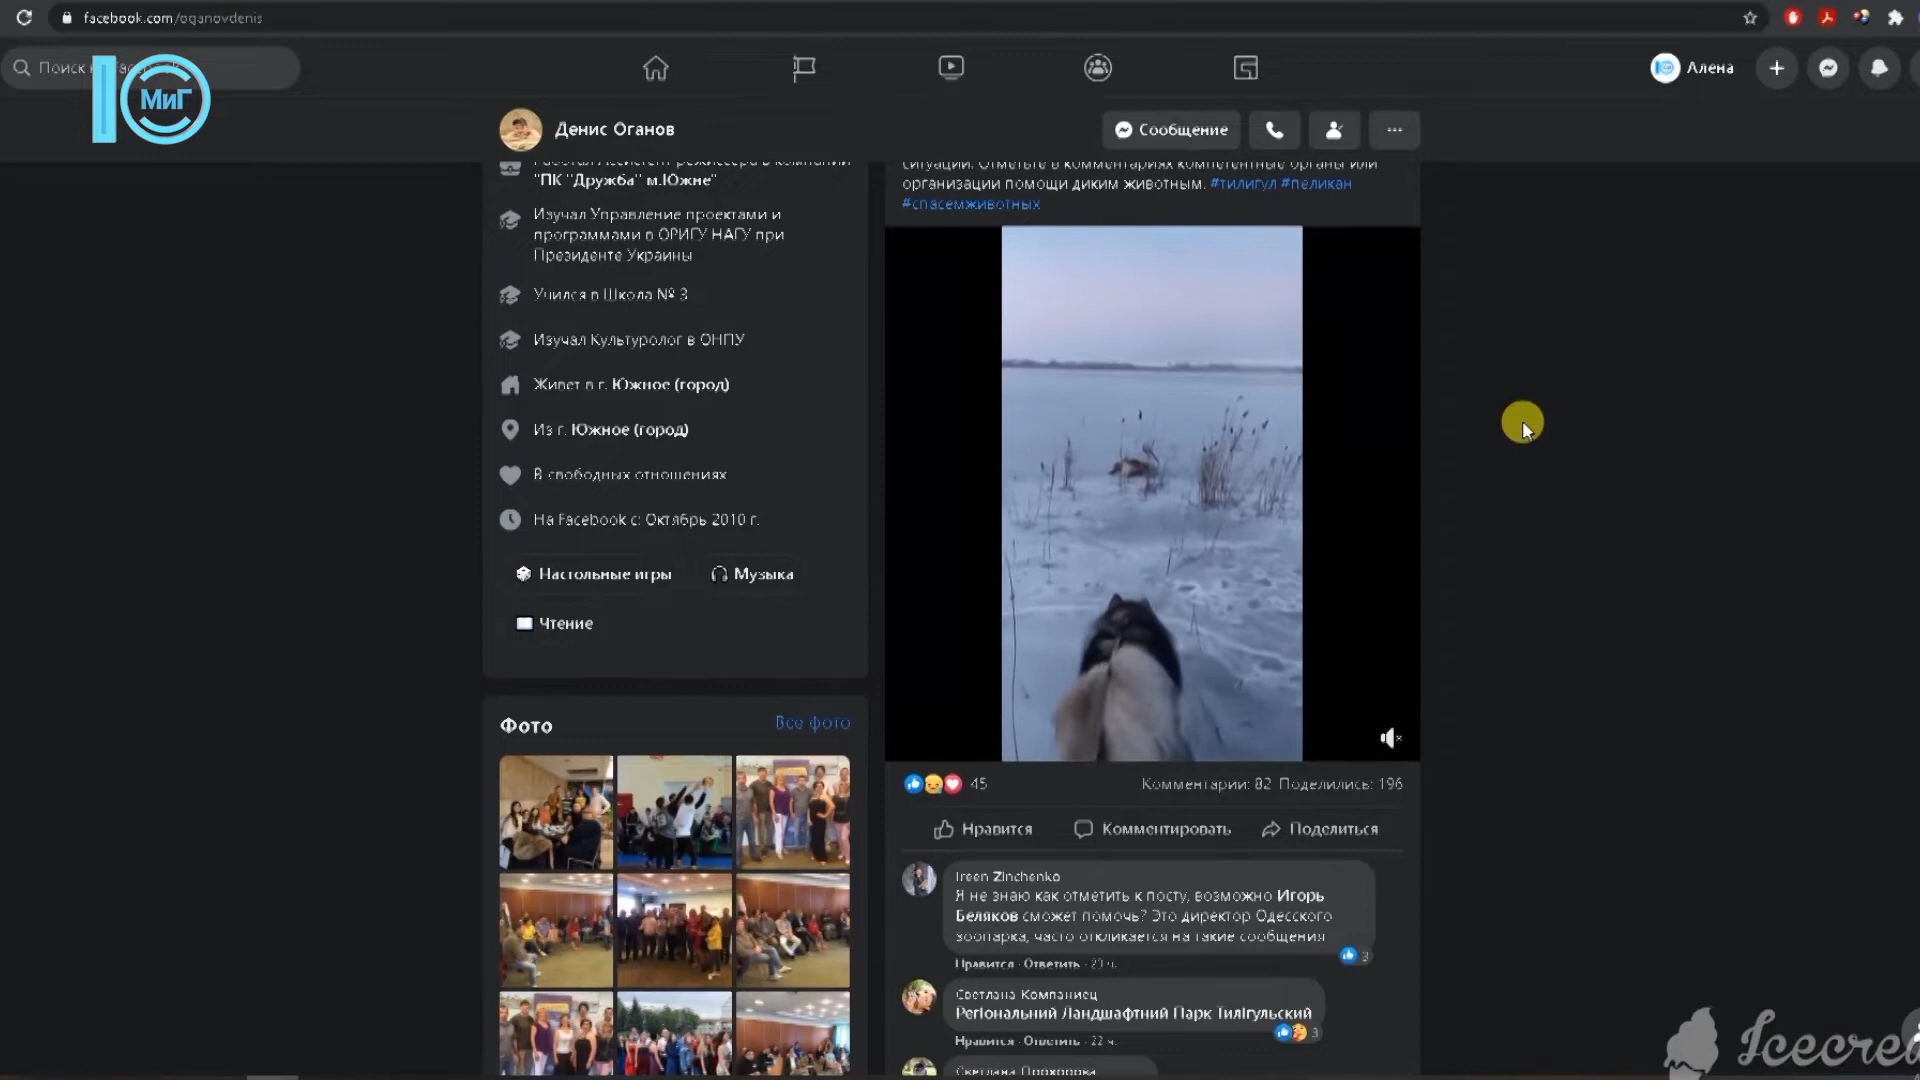 facebook.com/oganovdenis
Поиск
МиГ
Алена
Денис Оганов
Сообщение
Работал Ассистент режиссера в компании
"ПК "Дружба" м.Южне"
Изучал Управление проектами и
программами в ОРИГУ НАГУ при
Президенте Украины
Учился в Школа № 3
Изучал Культуролог в ОНПУ
Живет в г. Южное (город)
Из г. Южное (город)
В свободных отношениях
На Facebook с: Октябрь 2010 г.
Настольные игры
Музыка
Чтение
Фото
Все фото
ситуации. Отметьте в комментариях компетентные органы или
организации помощи диким животным. #тилигул #пеликан
#спасемживотных
45
Комментарии: 82 Поделились: 196
Нравится
Комментировать
Поделиться
Ireen Zinchenko
Я не знаю как отметить к посту, возможно Игорь
Беляков сможет помочь? Это директор Одесского
зоопарка, часто откликается на такие сообщения
3
Нравится · Ответить · 23 ч.
Светлана Компаниец
Регіональний Ландшафтний Парк Тилігульский
3
Нравится · Ответить · 22 ч.
Светлана Прохорова